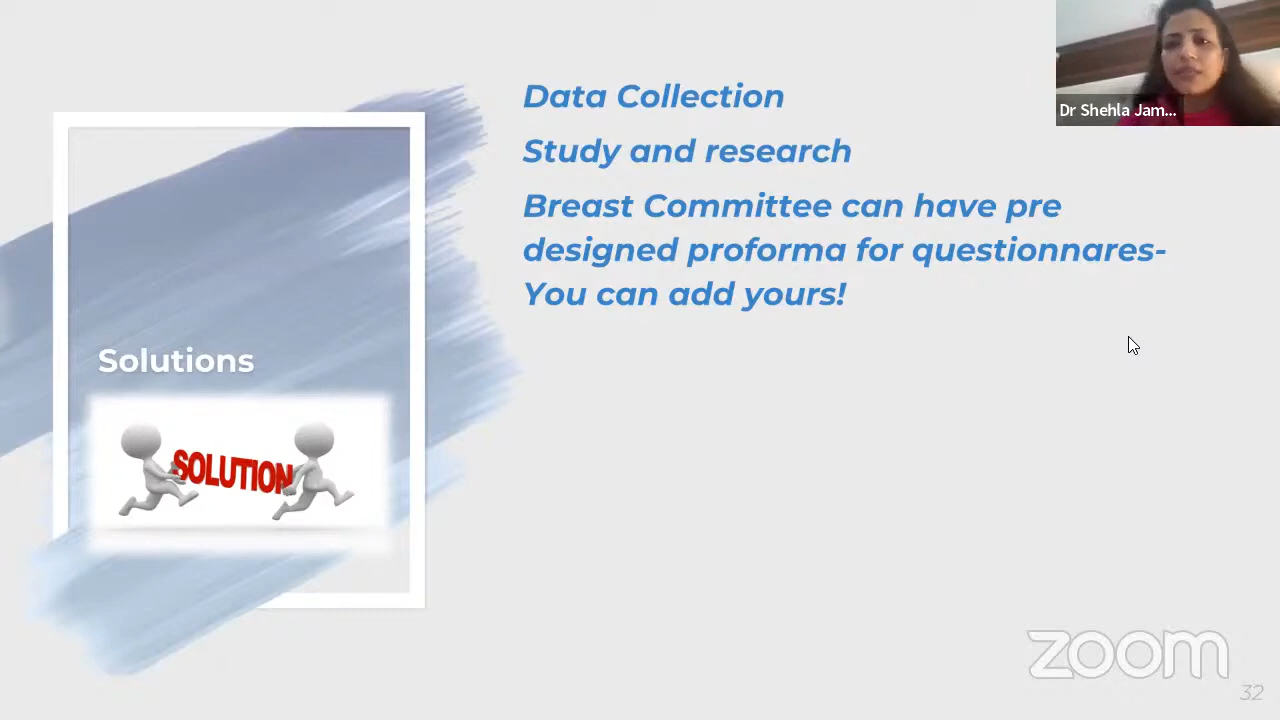 Data Collection
Study and research
Breast Committee can have pre
designed proforma for questionnares-
You can add yours!
Dr Shehla Jam...
Solutions
SOLUTION
zoom
32